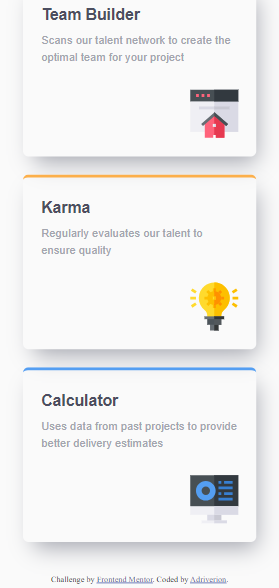 Team Builder
Scans our talent network to create the
optimal team for your project
Karma
Regularly evaluates our talent to
ensure quality
Calculator
Uses data from past projects to provide
better delivery estimates
Challenge by Frontend Mentor. Coded by Adriverion.